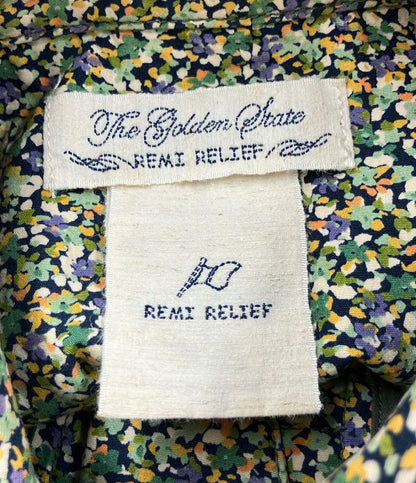 The Golden State
REMI RELIEF
REMI RELIEF